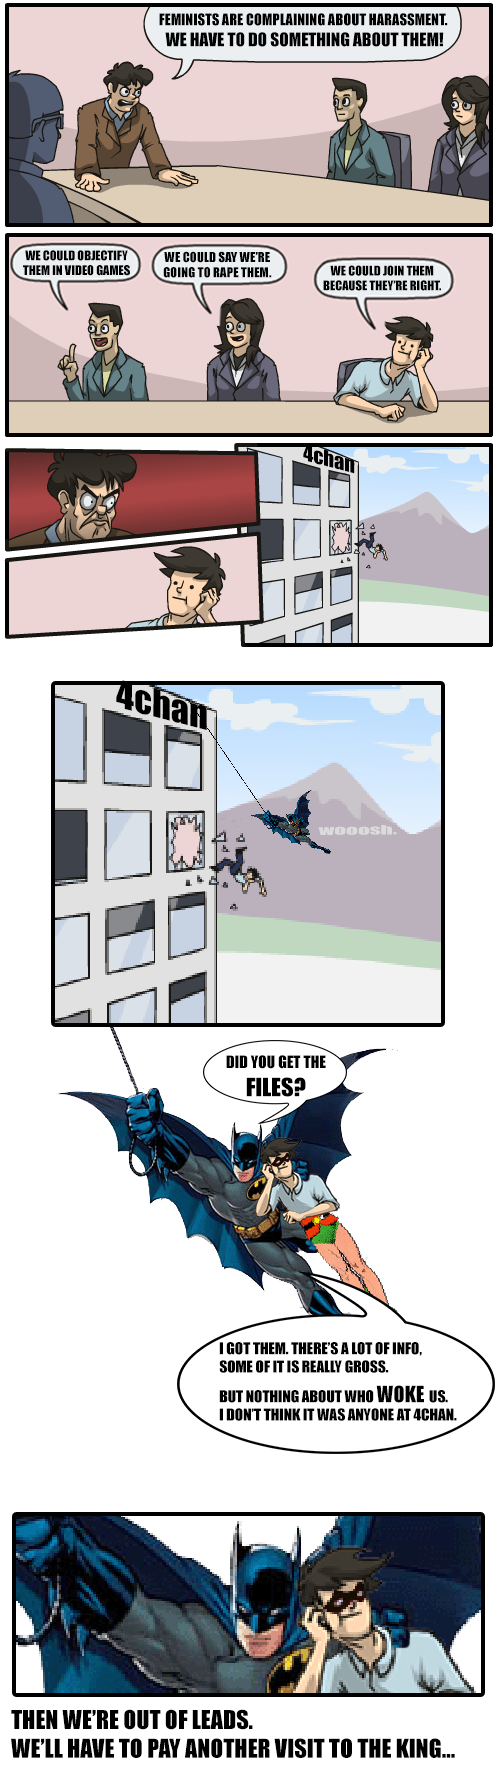 FEMINISTS ARE COMPLAINING ABOUT HARASSMENT.
WE HAVE TO DO SOMETHING ABOUT THEM!
WE COULD OBJECTIFY
THEM IN VIDEO GAMES
WE COULD SAY WE'RE
GOING TO RAPE THEM.
WE COULD JOIN THEM
BECAUSE THEY'RE RIGHT.
4chan
4chan
wooosh.
DID YOU GET THE
FILES?
I GOT THEM. THERE'S A LOT OF INFO,
SOME OF IT IS REALLY GROSS.
BUT NOTHING ABOUT WHO WOKE US.
I DON'T THINK IT WAS ANYONE AT 4CHAN.
THEN WE'RE OUT OF LEADS.
WE'LL HAVE TO PAY ANOTHER VISIT TO THE KING...